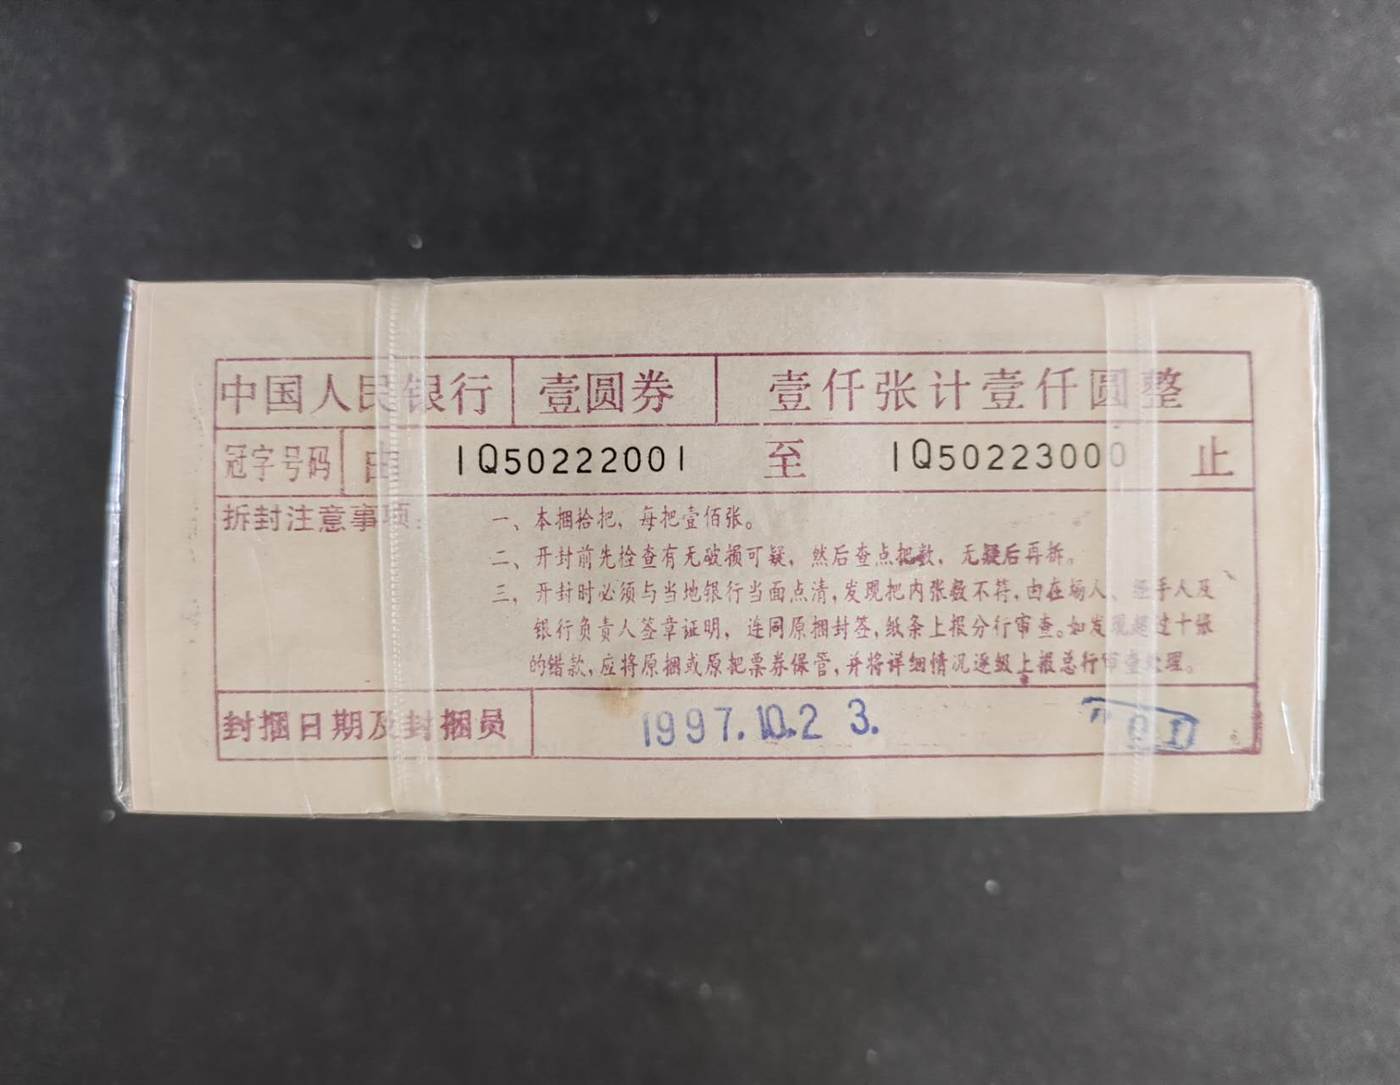 中国人民银行 壹圆券 壹仟张计壹仟圆整
冠字号码 由 IQ50222001 至 IQ50223000 止
拆封注意事项：
一、本捆拾把，每把壹佰张。
二、开封前先检查有无破损可疑，然后查点把数，无疑后再拆。
三、开封时必须与当地银行当面点清，发现把内张数不符，由在场人、经手人及
银行负责人签章证明，连同原捆封签，纸条上报分行审查。如发现超过十张
的错款，应将原捆或原把票券保管，并将详细情况逐级上报总行审查处理。
封捆日期及封捆员 1997.10.23.